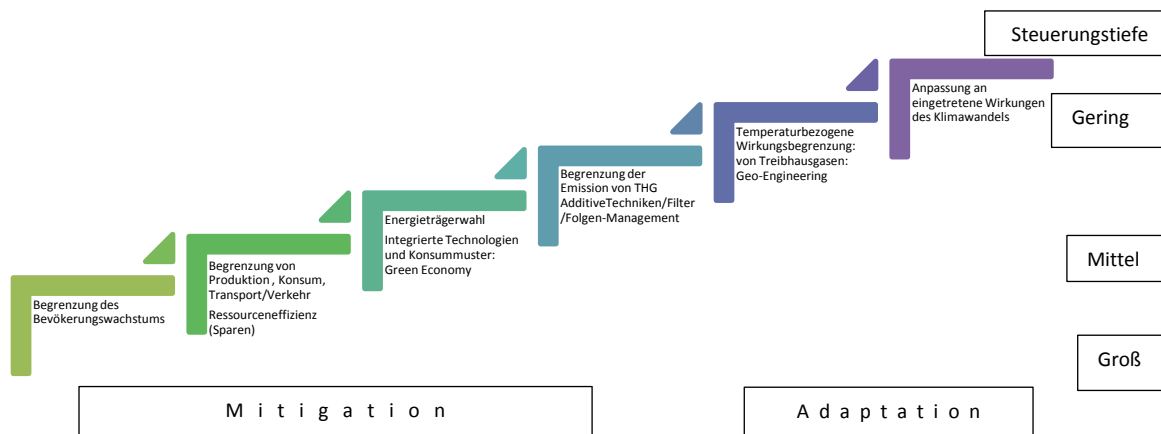 Steuerungstiefe
Gering
Mittel
Groß
Begrenzung des
Bevökerungswachstums
Begrenzung von
Produktion , Konsum,
Transport/Verkehr
Ressourceneffizienz
(Sparen)
Energieträgerwahl
Integrierte Technologien
und Konsummuster:
Green Economy
Begrenzung der
Emission von THG
AdditiveTechniken/Filter
/Folgen-Management
Temperaturbezogene
Wirkungsbegrenzung:
von Treibhausgasen:
Geo-Engineering
Anpassung an
eingetretene Wirkungen
des Klimawandels
M i t i g a t i o n
A d a p t a t i o n